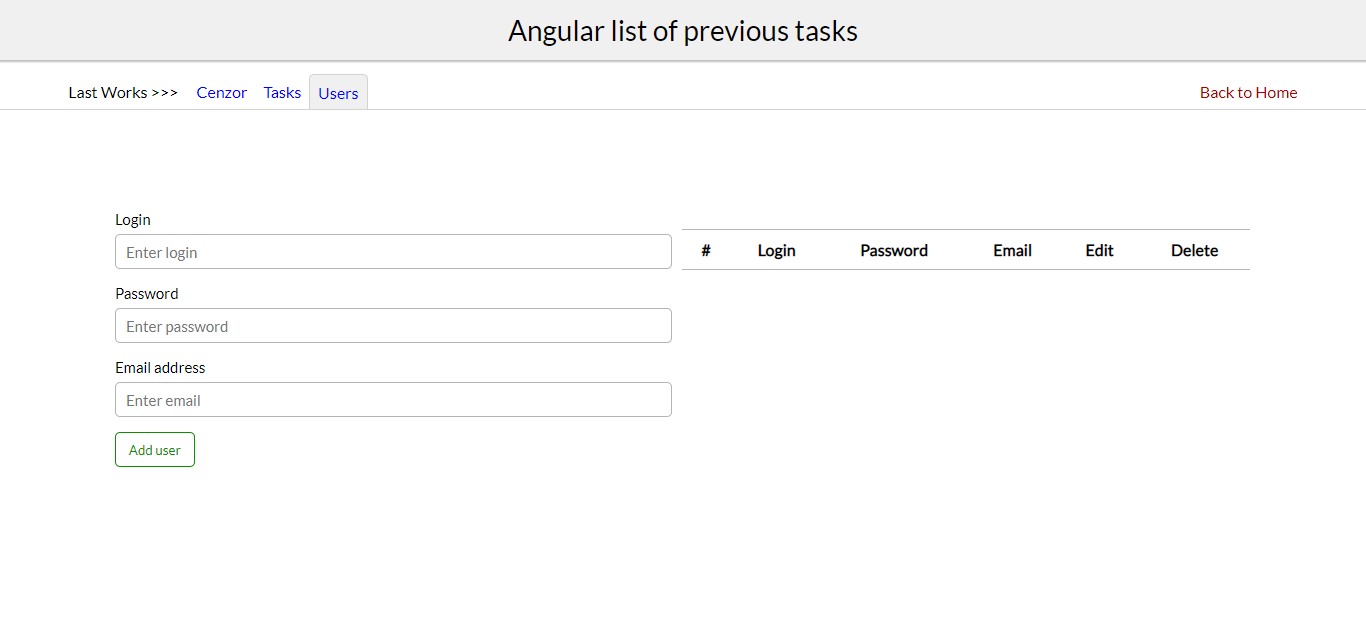 Angular list of previous tasks
Last Works >>> Cenzor Tasks Users Back to Home
Login
Enter login
Password
Enter password
Email address
Enter email
Add user
# Login Password Email Edit Delete